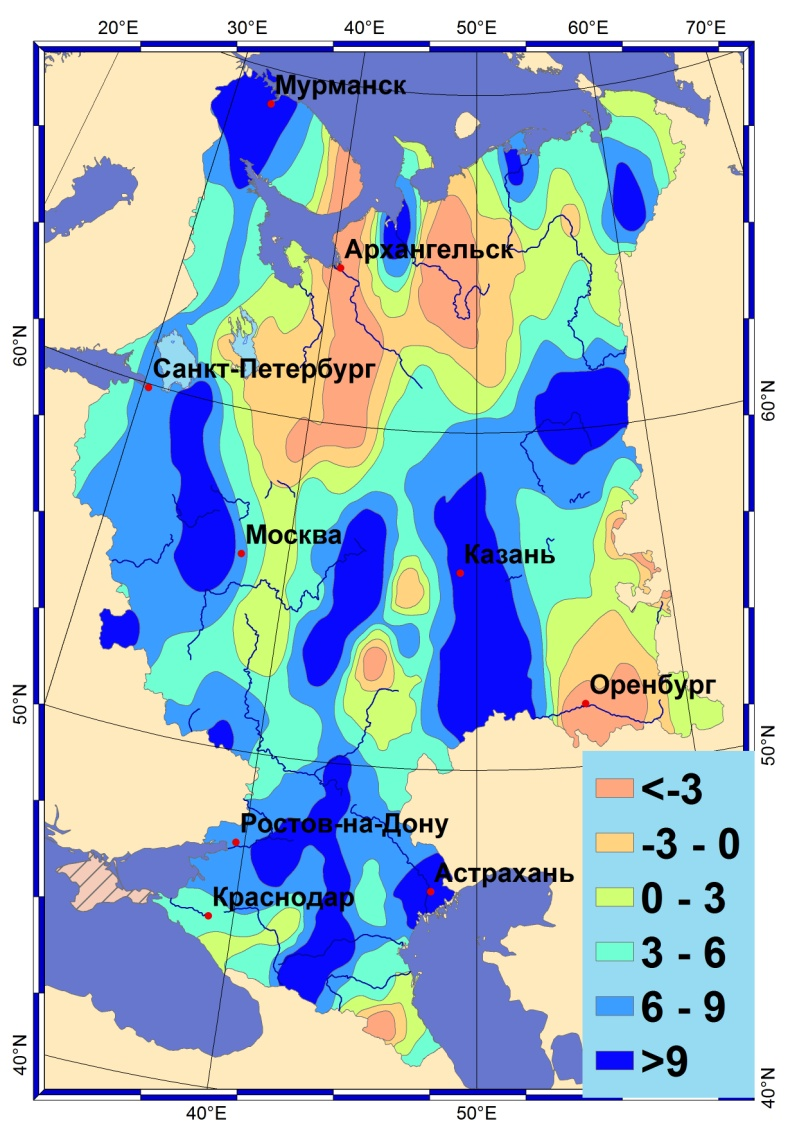 20°E 30°E 40°E 50°E 60°E 70°E
Мурманск
Архангельск
60°N
Санкт-Петербург
60°N
Москва
Казань
Оренбург
50°N
50°N
<-3
Ростов-на-Дону
-3 - 0
Астрахань
Краснодар
0 - 3
3 - 6
6 - 9
>9
40°N
40°N
40°E 50°E